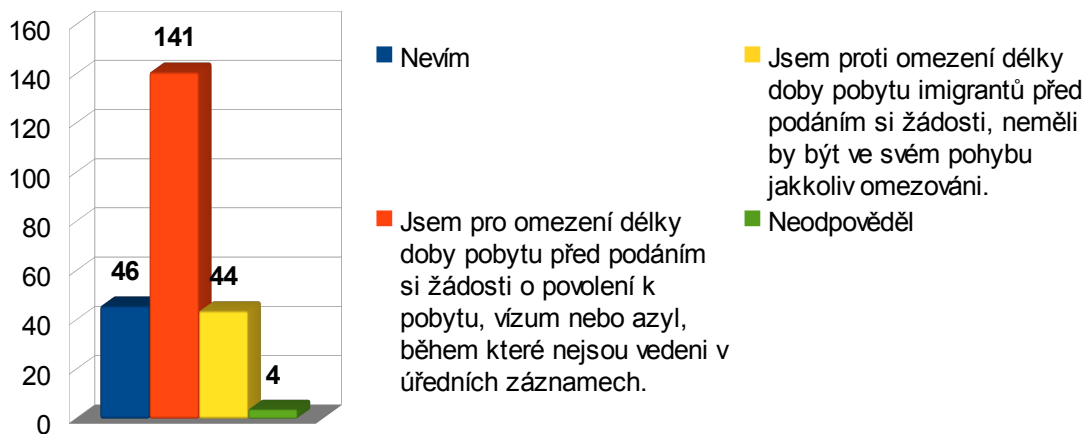 160
140
120
100
80
60
40
20
0
141
46
44
4
Nevím
Jsem pro omezení délky
doby pobytu před podáním
si žádosti o povolení k
pobytu, vízum nebo azyl,
během které nejsou vedeni v
úředních záznamech.
Jsem proti omezení délky
doby pobytu imigrantů před
podáním si žádosti, neměli
by být ve svém pohybu
jakkoliv omezováni.
Neodpověděl